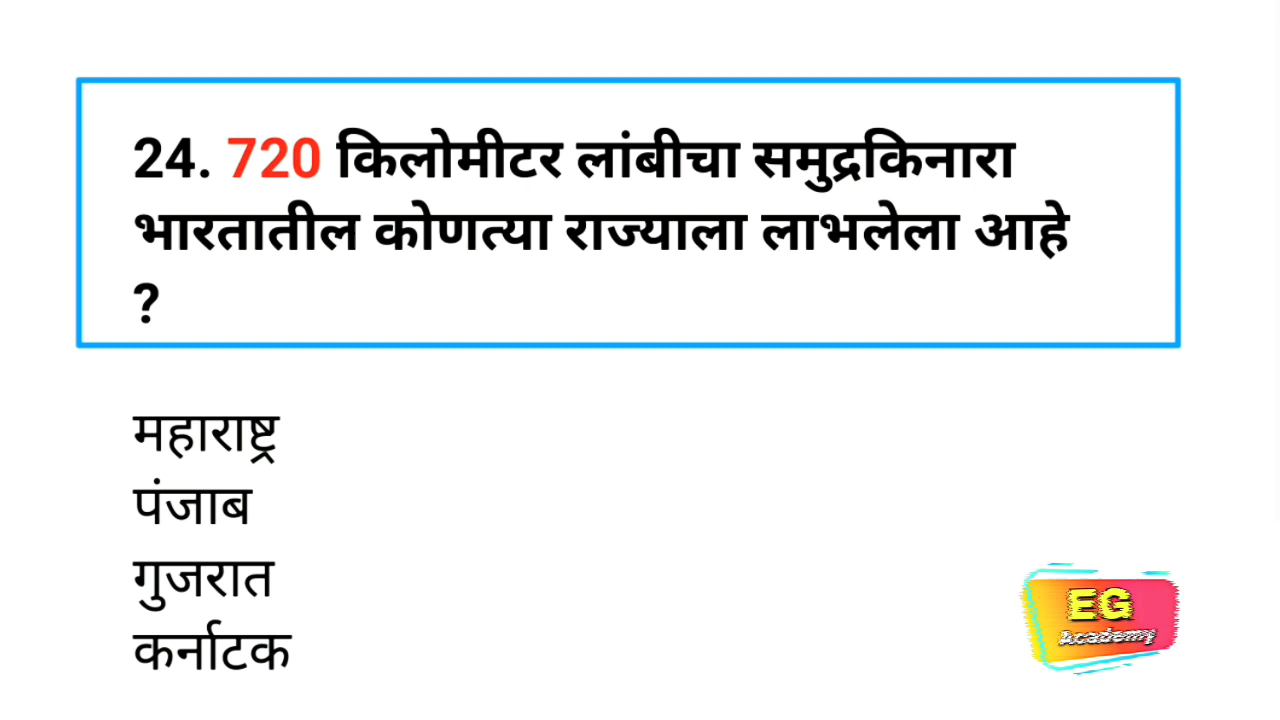 24. 720 किलोमीटर लांबीचा समुद्रकिनारा
भारतातील कोणत्या राज्याला लाभलेला आहे
?
महाराष्ट्र
पंजाब
गुजरात
कर्नाटक
EG
Academy